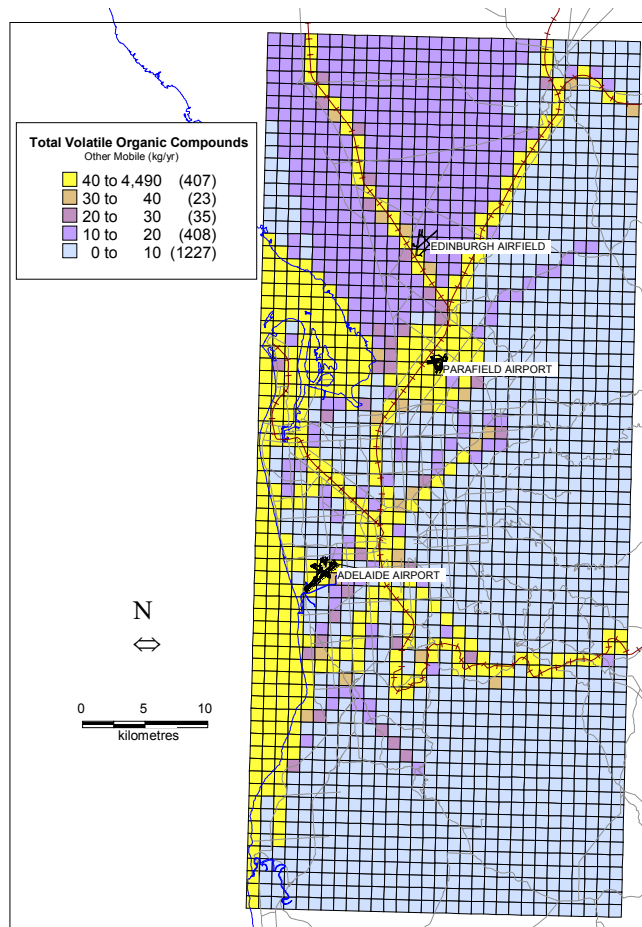 Total Volatile Organic Compounds
Other Mobile (kg/yr)
40 to 4,490 (407)
30 to 40 (23)
20 to 30 (35)
10 to 20 (408)
0 to 10 (1227)
EDINBURGH AIRFIELD
PARAFIELD AIRPORT
ADELAIDE AIRPORT
N
0 5 10
kilometres